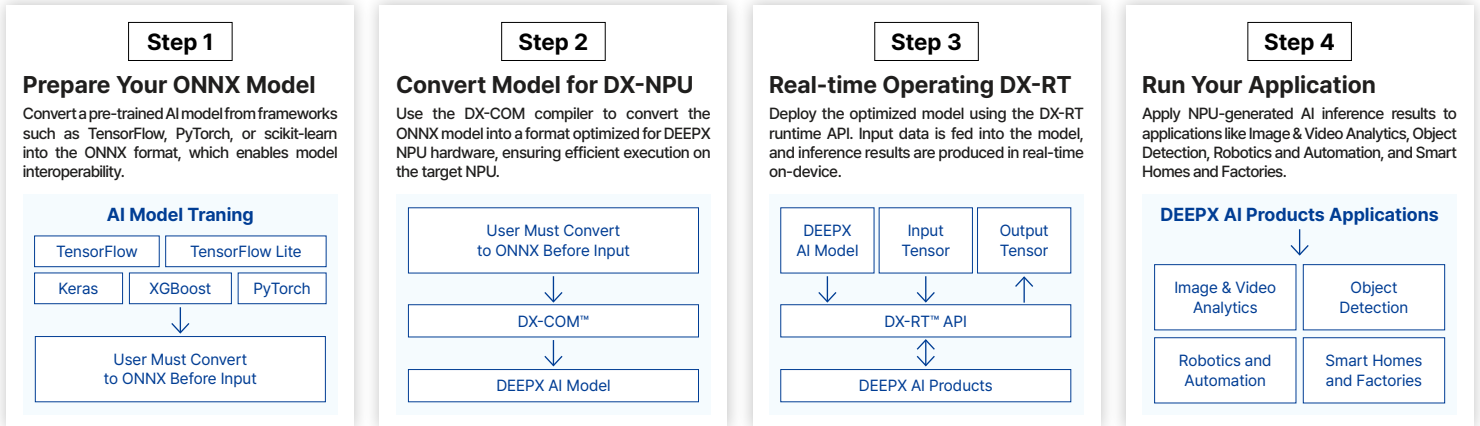 Step 1
Prepare Your ONNX Model
Convert a pre-trained AI model from frameworks
such as TensorFlow, PyTorch, or scikit-learn
into the ONNX format, which enables model
interoperability.
AI Model Traning
TensorFlow
TensorFlow Lite
Keras
XGBoost
PyTorch
User Must Convert
to ONNX Before Input
Step 2
Convert Model for DX-NPU
Use the DX-COM compiler to convert the
ONNX model into a format optimized for DEEPX
NPU hardware, ensuring efficient execution on
the target NPU.
User Must Convert
to ONNX Before Input
DX-COM™
DEEPX AI Model
Step 3
Real-time Operating DX-RT
Deploy the optimized model using the DX-RT
runtime API. Input data is fed into the model,
and inference results are produced in real-time
on-device.
DEEPX
AI Model
Input
Tensor
Output
Tensor
DX-RT™ API
DEEPX AI Products
Step 4
Run Your Application
Apply NPU-generated AI inference results to
applications like Image & Video Analytics, Object
Detection, Robotics and Automation, and Smart
Homes and Factories.
DEEPX AI Products Applications
Image & Video
Analytics
Object
Detection
Robotics and
Automation
Smart Homes
and Factories